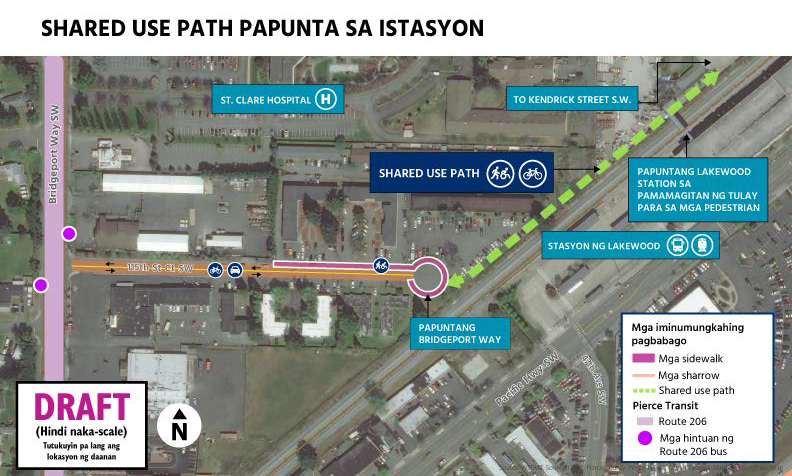 SHARED USE PATH PAPUNTA SA ISTASYON
Bridgeport Way SW
ST. CLARE HOSPITAL H
TO KENDRICK STREET S.W.
SHARED USE PATH
PAPUNTANG LAKEWOOD
STATION SA
PAMAMAGITAN NG TULAY
PARA SA MGA PEDESTRIAN
STASYON NG LAKEWOOD
115th St Ct SW
PAPUNTANG
BRIDGEPORT WAY
Pacific Hwy SW
47th Ave SW
Mga iminumungkahing
pagbabago
Mga sidewalk
Mga sharrow
Shared use path
Pierce Transit
Route 206
Mga hintuan ng
Route 206 bus
DRAFT
(Hindi naka-scale)
Tutukuyin pa lang ang
lokasyon ng daanan
N